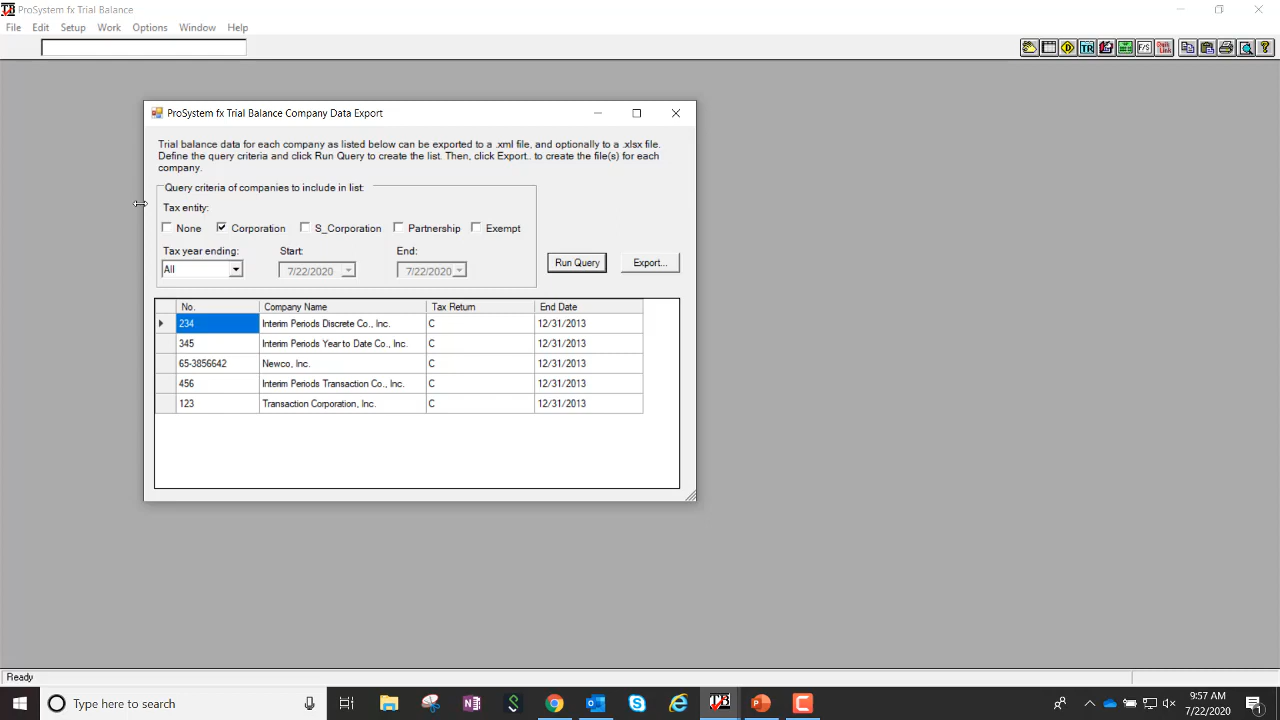 ProSystem fx Trial Balance
File Edit Setup Work Options Window Help
D TR F/S ?
ProSystem fx Trial Balance Company Data Export
Trial balance data for each company as listed below can be exported to a .xml file, and optionally to a .xlsx file.
Define the query criteria and click Run Query to create the list. Then, click Export.. to create the file(s) for each
company.
Query criteria of companies to include in list:
Tax entity:
None Corporation S_Corporation Partnership Exempt
Tax year ending: Start: End:
All 7/22/2020 7/22/2020 Run Query Export...
No. Company Name Tax Return End Date
234 Interim Periods Discrete Co., Inc. C 12/31/2013
345 Interim Periods Year to Date Co., Inc. C 12/31/2013
65-3856642 Newco, Inc. C 12/31/2013
456 Interim Periods Transaction Co., Inc. C 12/31/2013
123 Transaction Corporation, Inc. C 12/31/2013
Ready
Type here to search
9:57 AM
7/22/2020